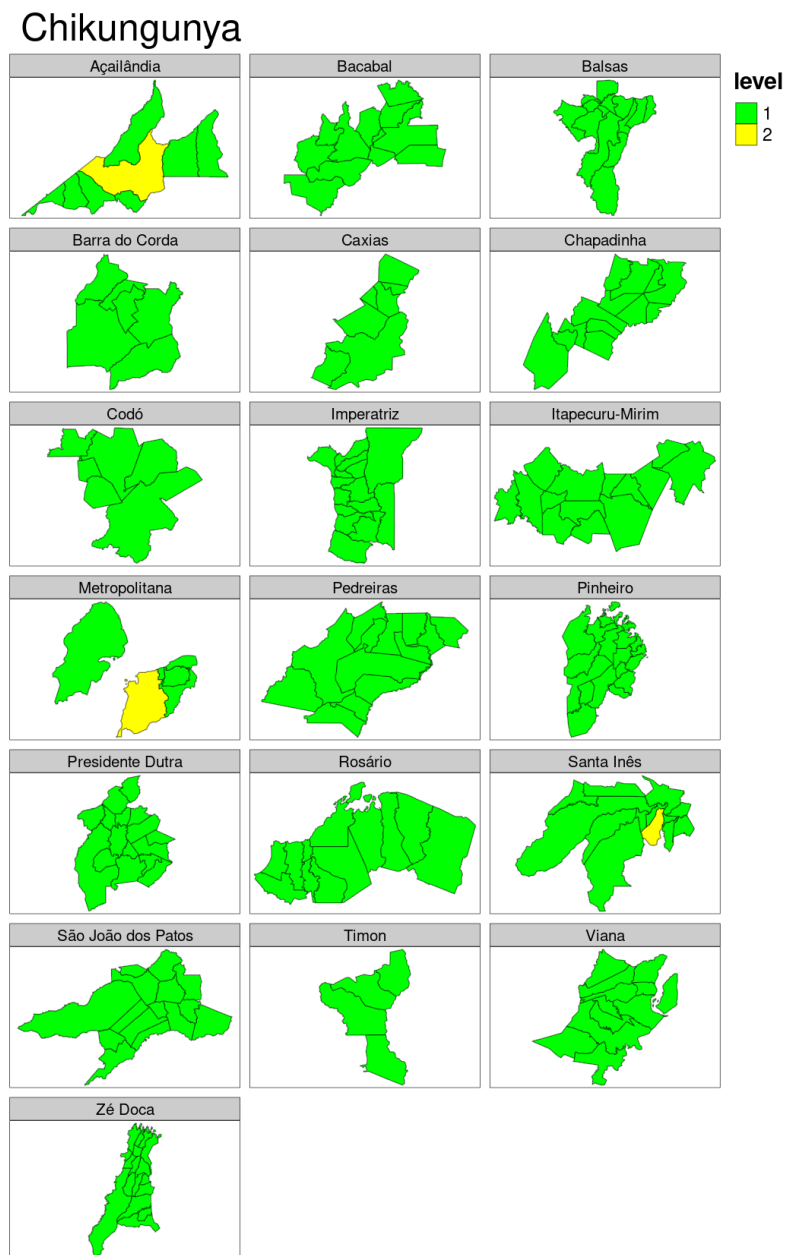 Chikungunya
Açailândia
Bacabal
Balsas
level
1
2
Barra do Corda
Caxias
Chapadinha
Codó
Imperatriz
Itapecuru-Mirim
Metropolitana
Pedreiras
Pinheiro
Presidente Dutra
Rosário
Santa Inês
São João dos Patos
Timon
Viana
Zé Doca